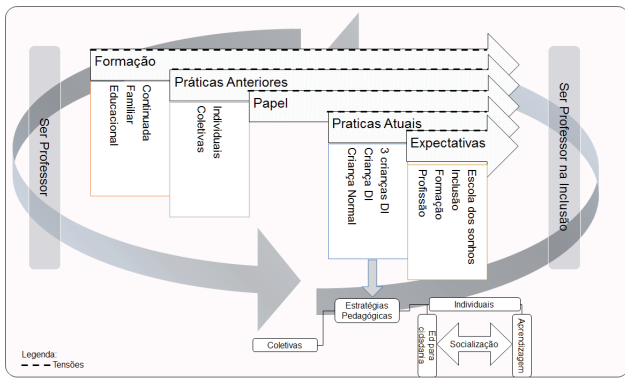 Formação
Práticas Anteriores
Papel
Praticas Atuais
Expectativas
Ser Professor
Continuada
Familiar
Educacional
Individuais
Coletivas
3 crianças DI
Criança DI
Criança Normal
Escola dos sonhos
Inclusão
Formação
Profissão
Ser Professor na Inclusão
Estratégias
Pedagógicas
Individuais
Coletivas
Ed para
cidadania
Socialização
Aprendizagem
Legenda:
Tensões